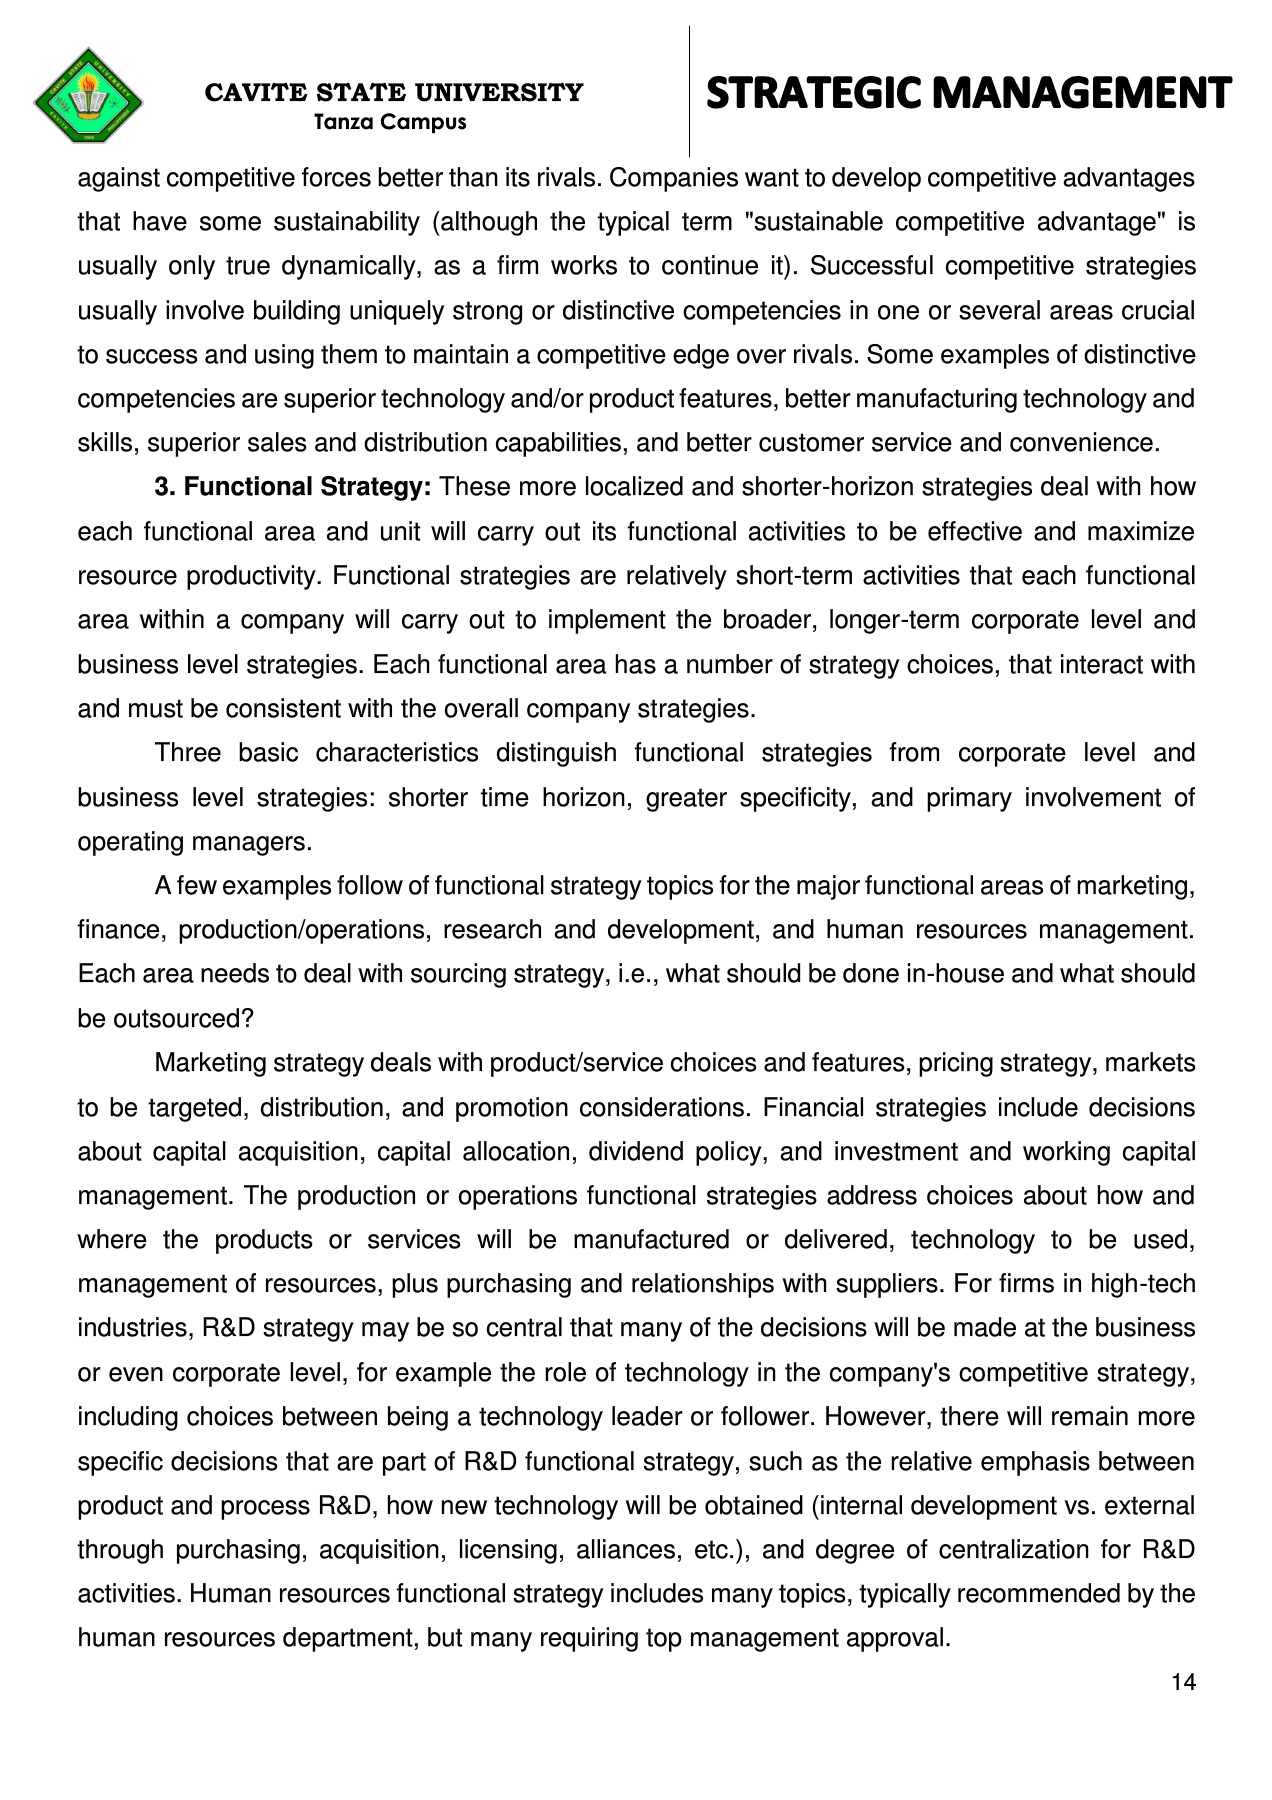 CAVITE STATE UNIVERSITY
Tanza Campus
STRATEGIC MANAGEMENT
against competitive forces better than its rivals. Companies want to develop competitive advantages
that have some sustainability (although the typical term "sustainable competitive advantage" is
usually only true dynamically, as a firm works to continue it). Successful competitive strategies
usually involve building uniquely strong or distinctive competencies in one or several areas crucial
to success and using them to maintain a competitive edge over rivals. Some examples of distinctive
competencies are superior technology and/or product features, better manufacturing technology and
skills, superior sales and distribution capabilities, and better customer service and convenience.
3. Functional Strategy: These more localized and shorter-horizon strategies deal with how
each functional area and unit will carry out its functional activities to be effective and maximize
resource productivity. Functional strategies are relatively short-term activities that each functional
area within a company will carry out to implement the broader, longer-term corporate level and
business level strategies. Each functional area has a number of strategy choices, that interact with
and must be consistent with the overall company strategies.
Three basic characteristics distinguish functional strategies from corporate level and
business level strategies: shorter time horizon, greater specificity, and primary involvement of
operating managers.
A few examples follow of functional strategy topics for the major functional areas of marketing,
finance, production/operations, research and development, and human resources management.
Each area needs to deal with sourcing strategy, i.e., what should be done in-house and what should
be outsourced?
Marketing strategy deals with product/service choices and features, pricing strategy, markets
to be targeted, distribution, and promotion considerations. Financial strategies include decisions
about capital acquisition, capital allocation, dividend policy, and investment and working capital
management. The production or operations functional strategies address choices about how and
where the products or services will be manufactured or delivered, technology to be used,
management of resources, plus purchasing and relationships with suppliers. For firms in high-tech
industries, R&D strategy may be so central that many of the decisions will be made at the business
or even corporate level, for example the role of technology in the company's competitive strategy,
including choices between being a technology leader or follower. However, there will remain more
specific decisions that are part of R&D functional strategy, such as the relative emphasis between
product and process R&D, how new technology will be obtained (internal development vs. external
through purchasing, acquisition, licensing, alliances, etc.), and degree of centralization for R&D
activities. Human resources functional strategy includes many topics, typically recommended by the
human resources department, but many requiring top management approval.
14